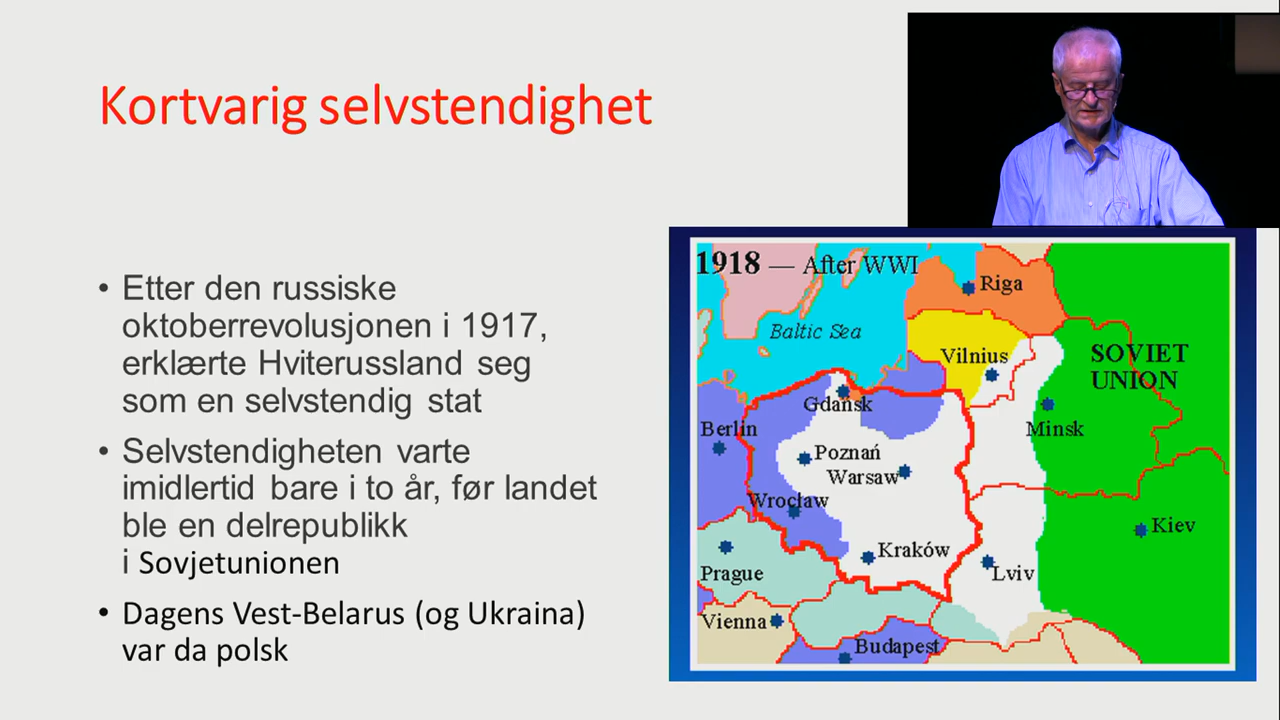 Kortvarig selvstendighet
• Etter den russiske
oktoberrevolusjonen i 1917,
erklærte Hviterussland seg
som en selvstendig stat
• Selvstendigheten varte
imidlertid bare i to år, før landet
ble en delrepublikk
i Sovjetunionen
• Dagens Vest-Belarus (og Ukraina)
var da polsk
1918 — After WWI
Riga
Baltic Sea
Vilnius
SOVIET
UNION
Gdańsk
Berlin
Minsk
Poznań
Warsaw
Wrocław
Kiev
Kraków
Prague
Lviv
Vienna
Budapest